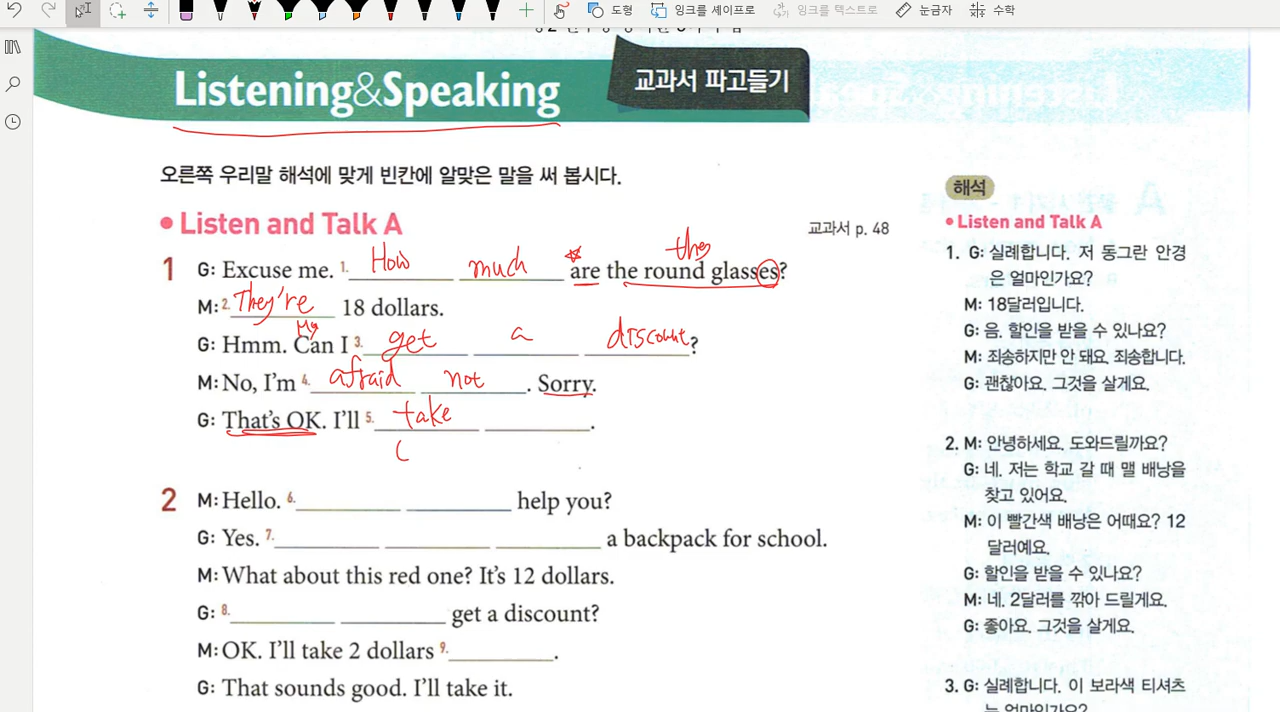 도형 잉크를 셰이프로 잉크를 텍스트로 눈금자 수학
Listening&Speaking 교과서 파고들기
오른쪽 우리말 해석에 맞게 빈칸에 알맞은 말을 써 봅시다.
• Listen and Talk A 교과서 p. 48
1 G: Excuse me. 1. How much are the round glasses?
M: 2. They're 18 dollars.
May
G: Hmm. Can I 3. get a discount?
M: No, I'm 4. afraid not. Sorry.
G: That's OK. I'll 5. take
2 M: Hello. 6. help you?
G: Yes. 7. a backpack for school.
M: What about this red one? It's 12 dollars.
G: 8. get a discount?
M: OK. I'll take 2 dollars 9. .
G: That sounds good. I'll take it.
해석
• Listen and Talk A
1. G: 실례합니다. 저 동그란 안경
은 얼마인가요?
M: 18달러입니다.
G: 음. 할인을 받을 수 있나요?
M: 죄송하지만 안 돼요. 죄송합니다.
G: 괜찮아요. 그것을 살게요.
2. M: 안녕하세요. 도와드릴까요?
G: 네. 저는 학교 갈 때 맬 배낭을
찾고 있어요.
M: 이 빨간색 배낭은 어때요? 12
달러예요.
G: 할인을 받을 수 있나요?
M: 네. 2달러를 깎아 드릴게요.
G: 좋아요. 그것을 살게요.
3. G: 실례합니다. 이 보라색 티셔츠
는 얼마인가요?